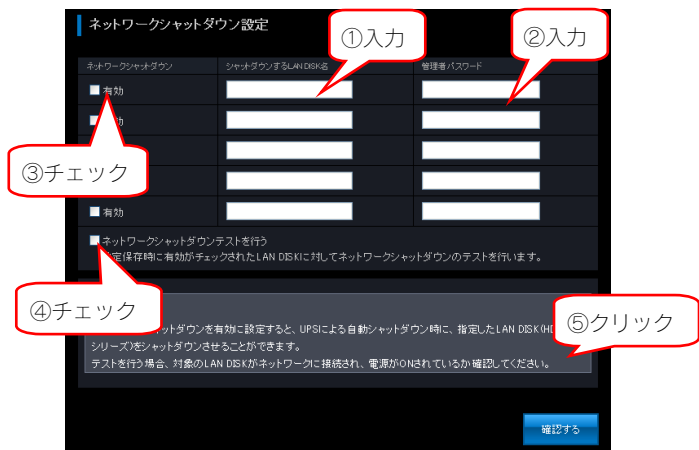 ネットワークシャットダウン設定
①入力
②入力
ネットワークシャットダウン
シャットダウンするLAN DISK名
管理者パスワード
有効
効
③チェック
有効
ネットワークシャットダウンテストを行う
定保存時に有効がチェックされたLAN DISKに対してネットワークシャットダウンのテストを行います。
④チェック
⑤クリック
ットダウンを有効に設定すると、UPSによる自動シャットダウン時に、指定したLAN DISK(HD
シリーズ)をシャットダウンさせることができます。
テストを行う場合、対象のLAN DISKがネットワークに接続され、電源がONされているか確認してください。
確認する